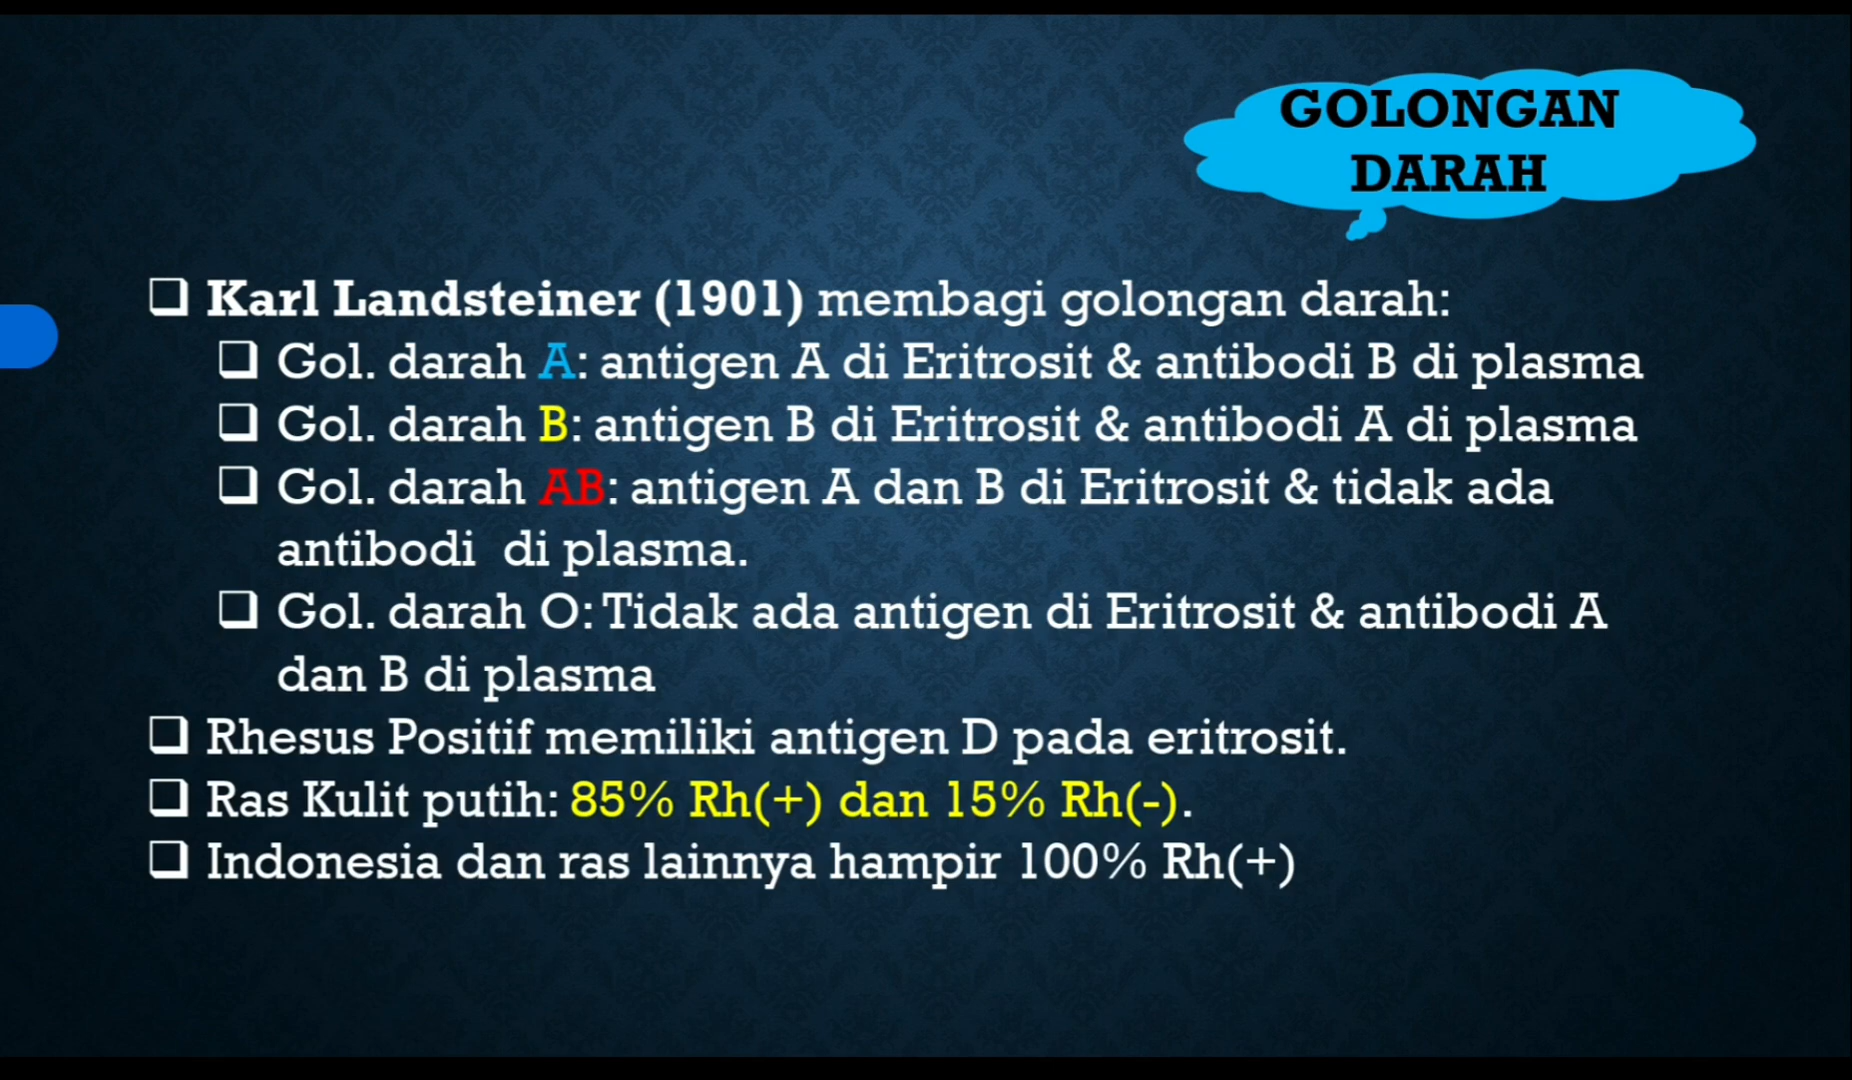 GOLONGAN
DARAH
Karl Landsteiner (1901) membagi golongan darah:
Gol. darah A: antigen A di Eritrosit & antibodi B di plasma
Gol. darah B: antigen B di Eritrosit & antibodi A di plasma
Gol. darah AB: antigen A dan B di Eritrosit & tidak ada
antibodi di plasma.
Gol. darah O: Tidak ada antigen di Eritrosit & antibodi A
dan B di plasma
Rhesus Positif memiliki antigen D pada eritrosit.
Ras Kulit putih: 85% Rh(+) dan 15% Rh(-).
Indonesia dan ras lainnya hampir 100% Rh(+)